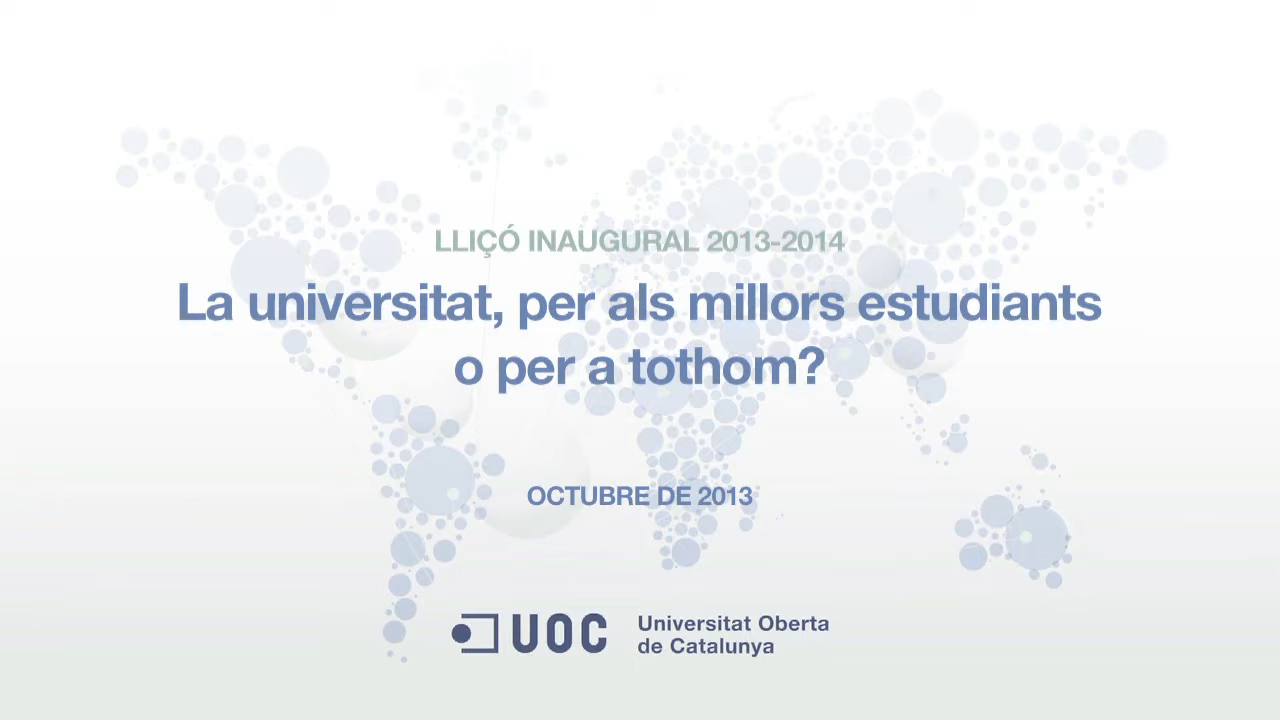 LLIÇÓ INAUGURAL 2013-2014
La universitat, per als millors estudiants
o per a tothom?
OCTUBRE DE 2013
UOC
Universitat Oberta
de Catalunya